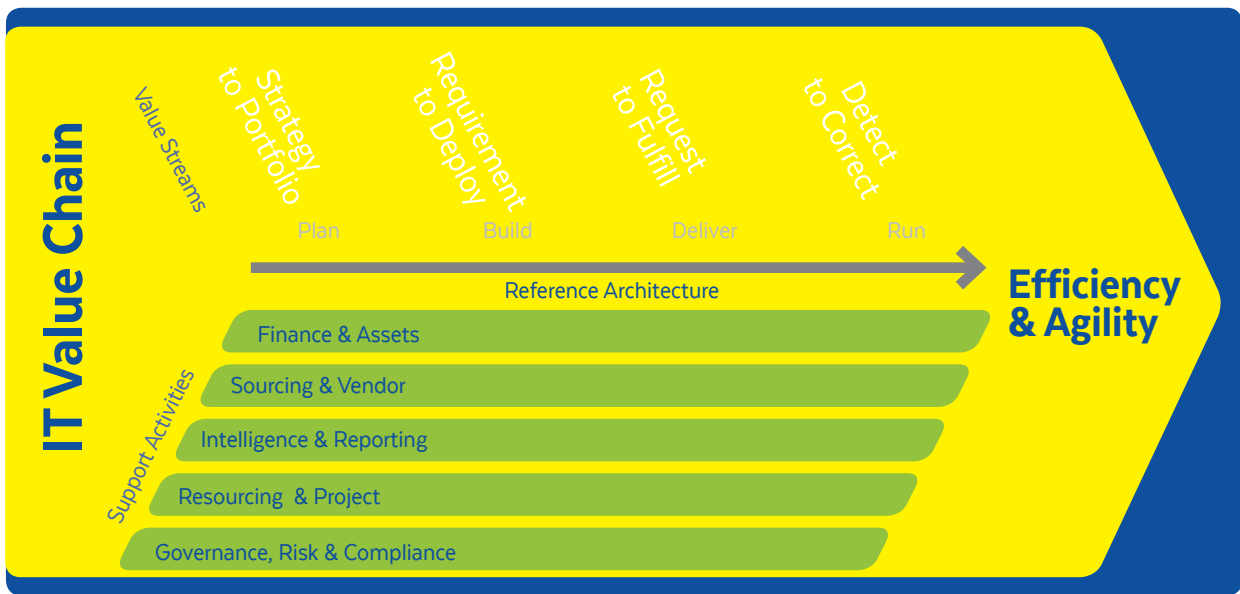 IT Value Chain
Value Streams
Strategy
to Portfolio
Requirement
to Deploy
Request
to Fulfill
Detect
to Correct
Plan
Build
Deliver
Run
Reference Architecture
Efficiency
& Agility
Support Activities
Finance & Assets
Sourcing & Vendor
Intelligence & Reporting
Resourcing & Project
Governance, Risk & Compliance